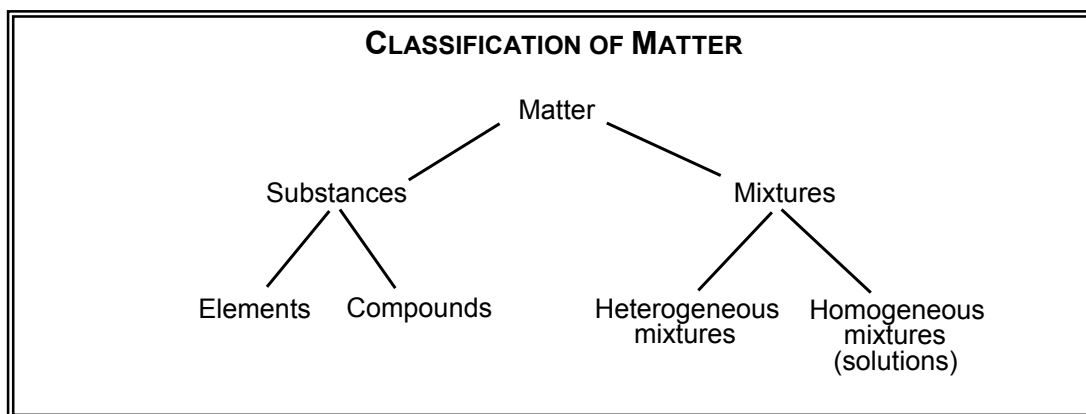 CLASSIFICATION OF MATTER
Matter
Substances
Mixtures
Elements
Compounds
Heterogeneous
mixtures
Homogeneous
mixtures
(solutions)